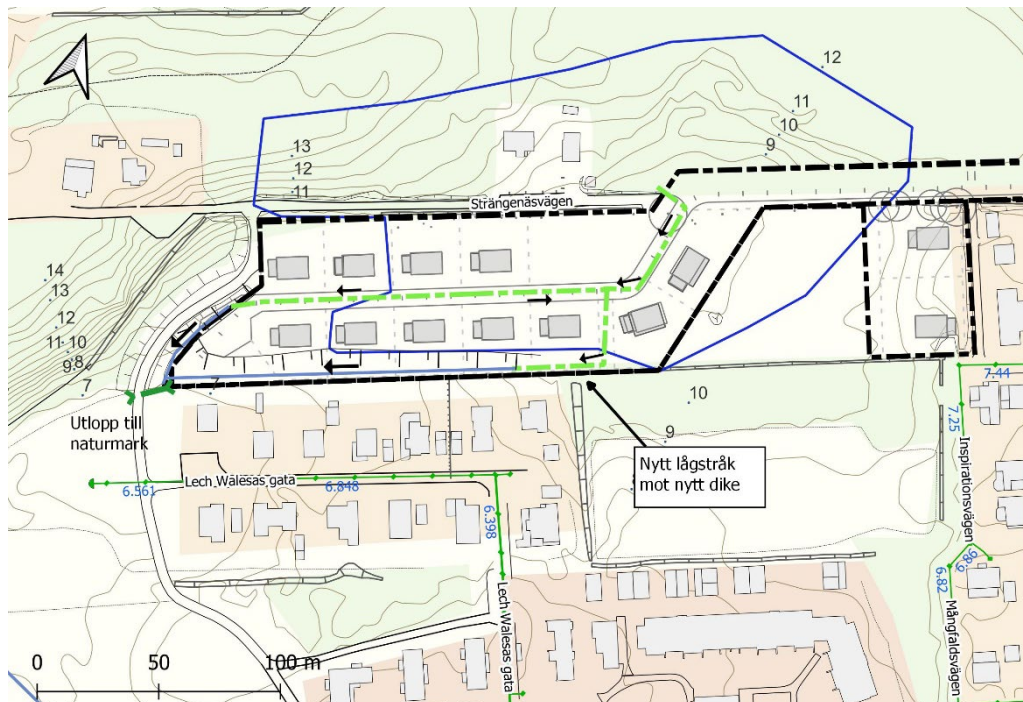 12
11
10
9
13
12
11
Strängenäsvägen
14
13
12
11
10
9
8
7
7
Utlopp till
naturmark
10
9
7.44
7.25
Nytt lågstråk
mot nytt dike
Inspirationsvägen
6.561
Lech Walesas gata
6.848
6.398
6.86
6.82
Lech Walesas gata
Mångfaldsvägen
0 50 100 m